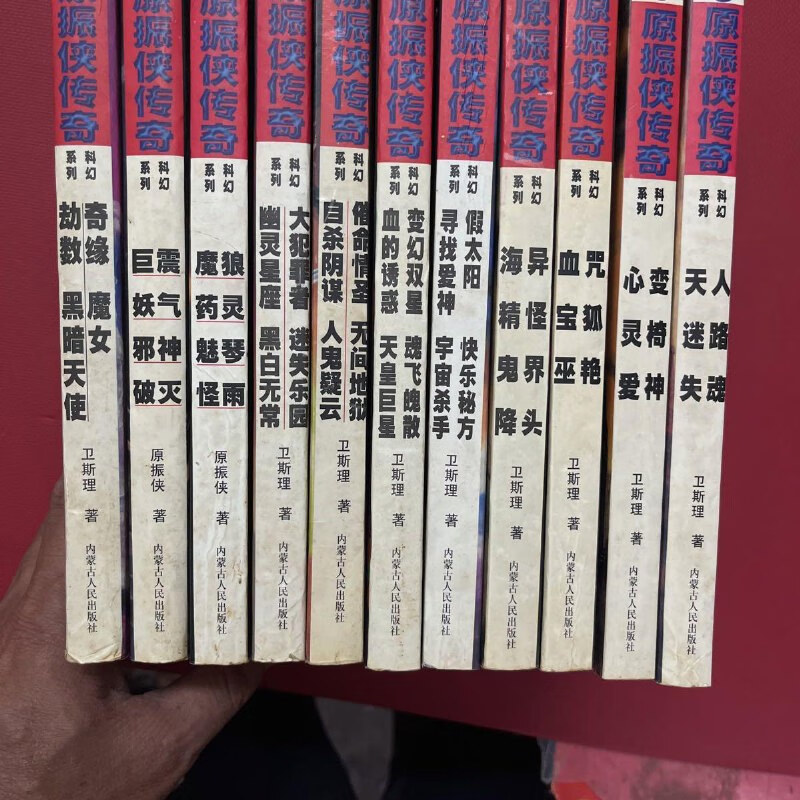 振侠传奇
科幻
系列
奇缘 魔女
劫数 黑暗天使
卫斯理 著
内蒙古人民出版社
振侠传奇
科幻
系列
巨震
妖气
邪神
破灭
原振侠 著
内蒙古人民出版社
振侠传奇
科幻
系列
魔狼
药灵
魅琴
怪雨
原振侠 著
内蒙古人民出版社
振侠传奇
科幻
系列
大犯罪者 迷失乐园
幽灵星座 黑白无常
卫斯理 著
内蒙古人民出版社
振侠传奇
科幻
系列
命情圣 无间地狱
自杀阴谋 人鬼疑云
卫斯理 著
内蒙古人民出版社
原振侠传奇
科幻
系列
变幻双星 魂飞魄散
血的诱惑 天皇巨星
卫斯理 著
内蒙古人民出版社
原振侠传奇
科幻
系列
假太阳 快乐秘方
寻找爱神 宇宙杀手
卫斯理 著
内蒙古人民出版社
原振侠传奇
科幻
系列
海异
精怪
鬼界
降头
卫斯理 著
内蒙古人民出版社
原振侠传奇
科幻
系列
血咒
宝狐
巫艳
卫斯理 著
内蒙古人民出版社
原振侠传奇
科幻
系列
心变
灵椅
爱神
卫斯理 著
内蒙古人民出版社
原振侠传奇
科幻
系列
天人
迷路
失魂
卫斯理 著
内蒙古人民出版社